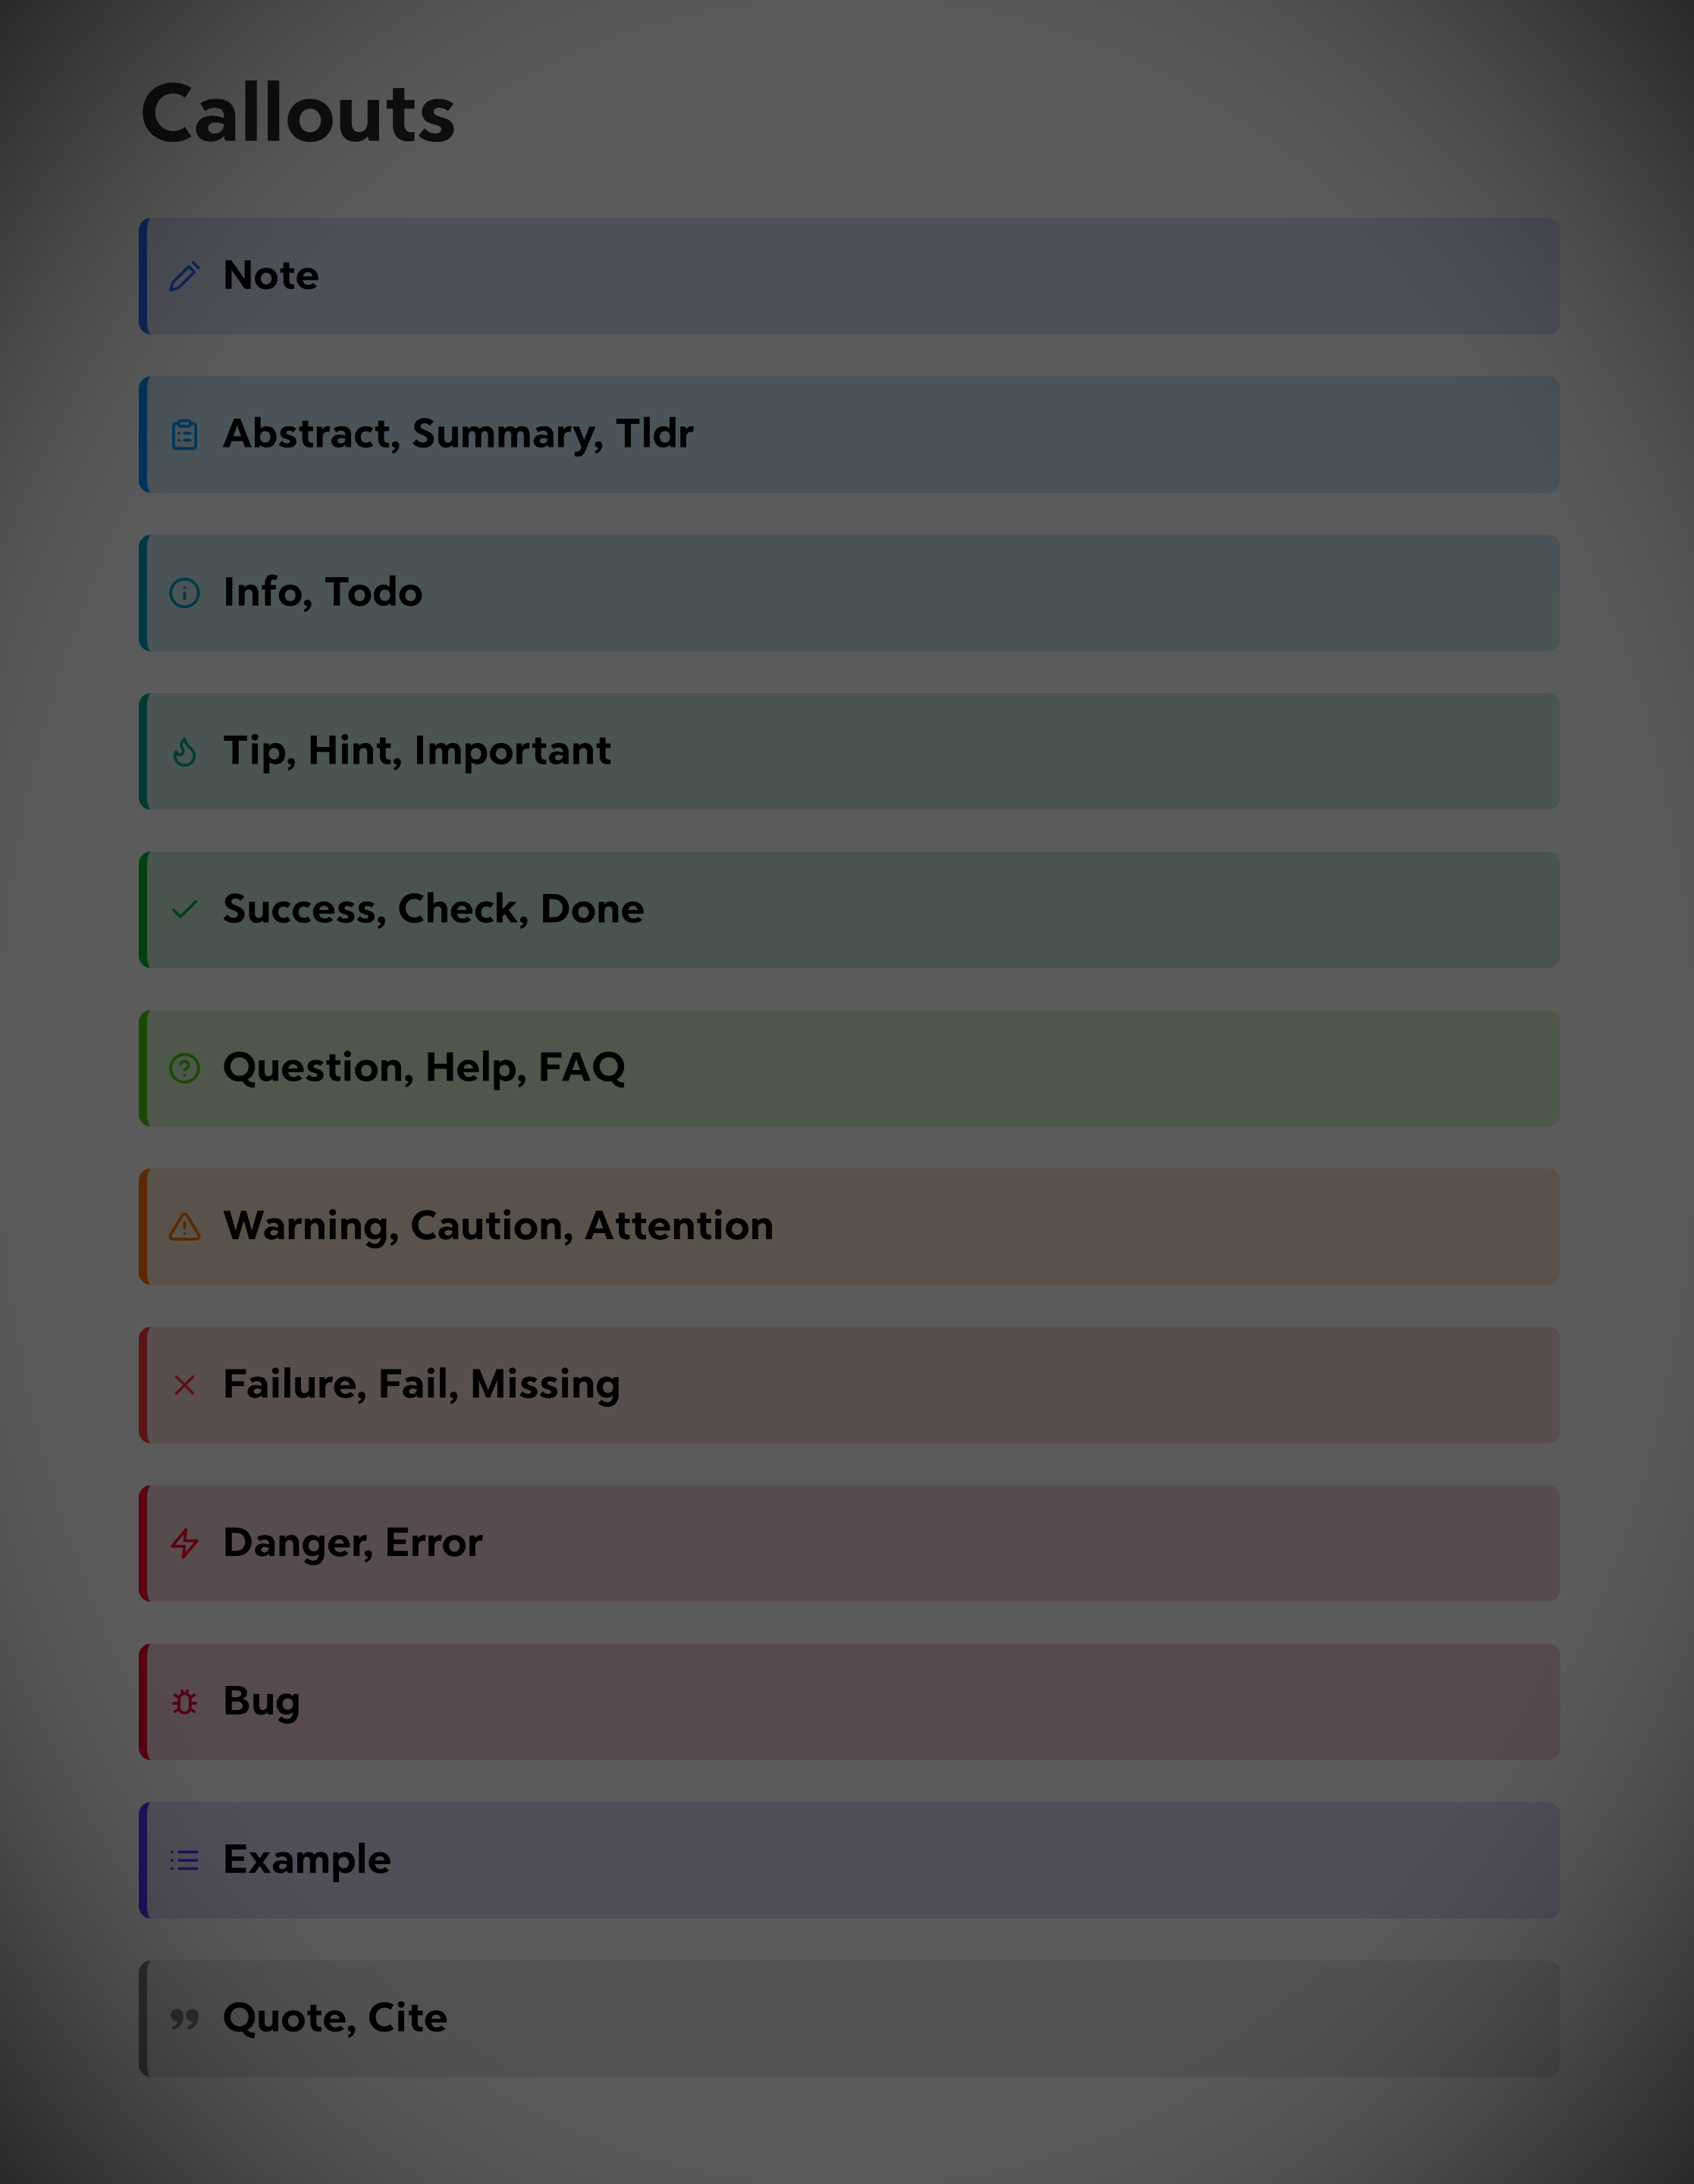 Callouts
Note
Abstract, Summary, Tldr
Info, Todo
Tip, Hint, Important
Success, Check, Done
Question, Help, FAQ
Warning, Caution, Attention
Failure, Fail, Missing
Danger, Error
Bug
Example
Quote, Cite